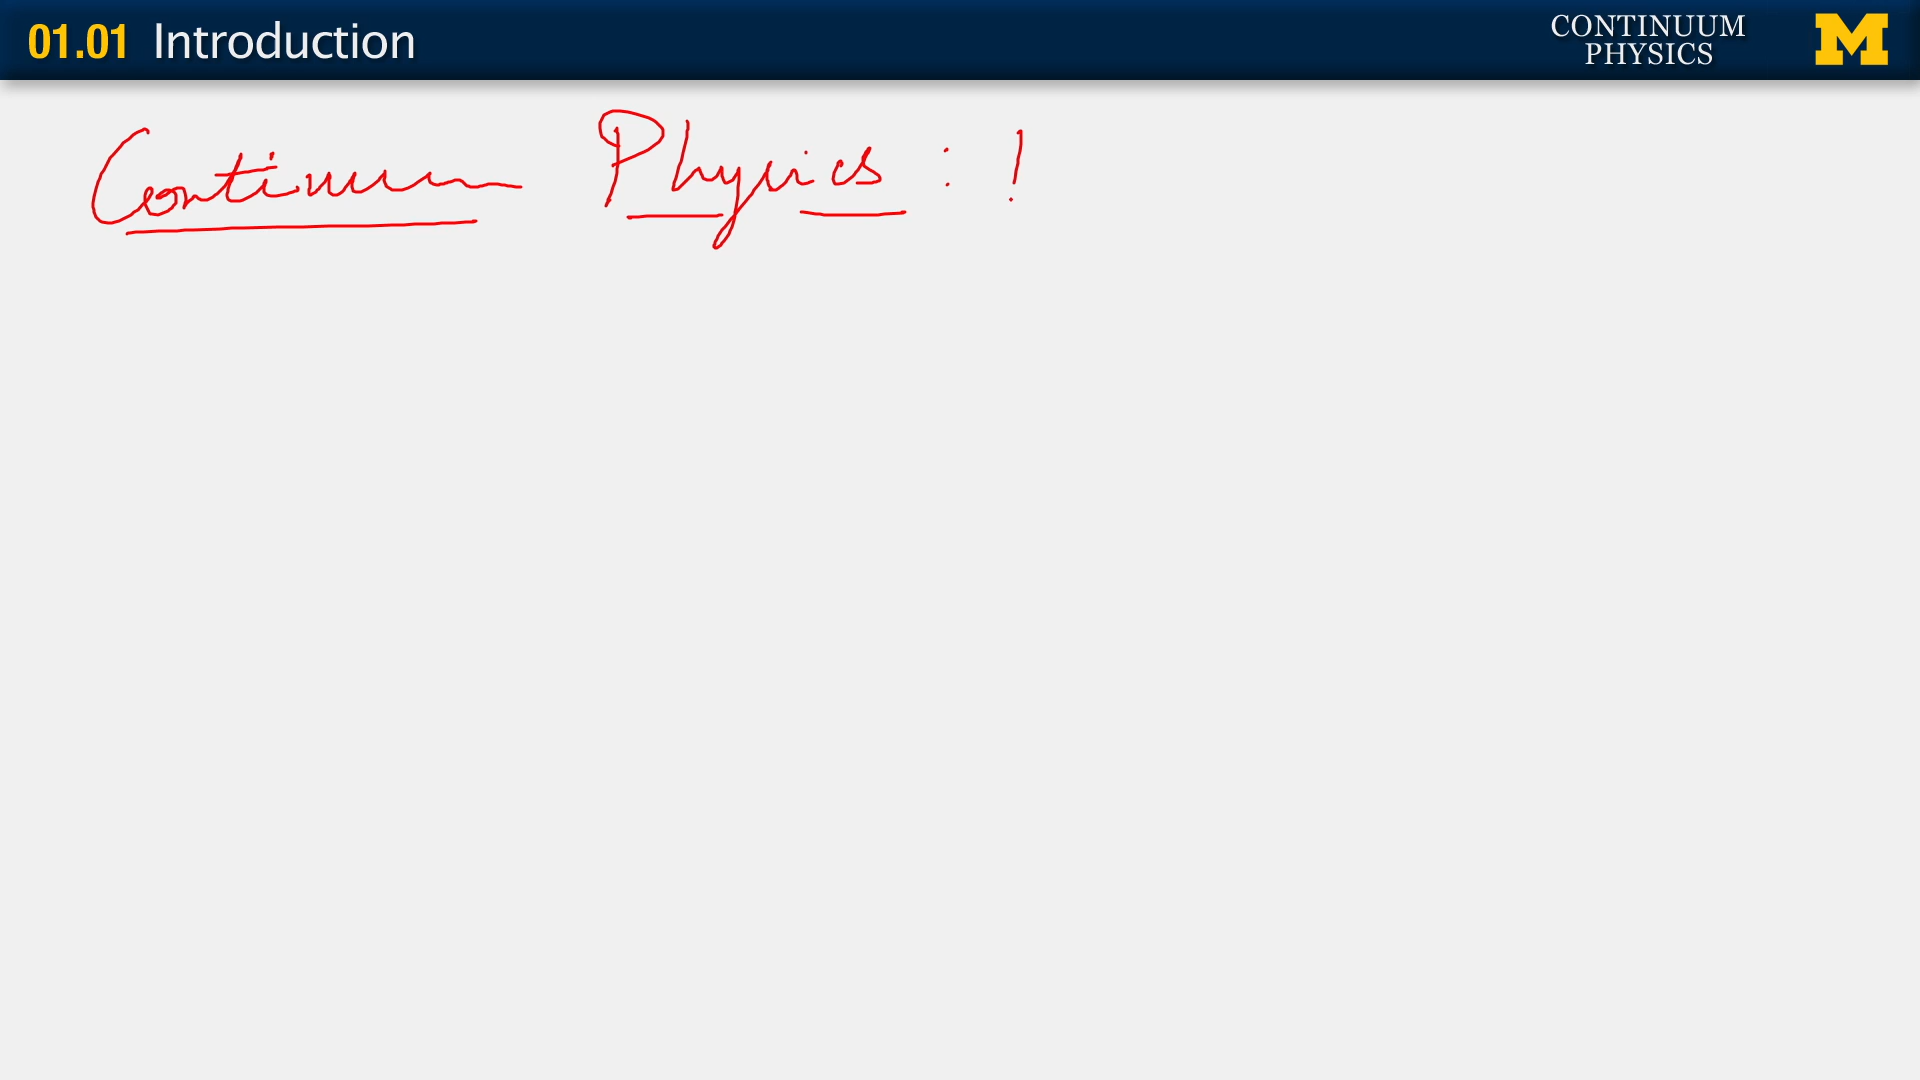 01.01 Introduction
CONTINUUM
PHYSICS
M
Continuum Physics : !